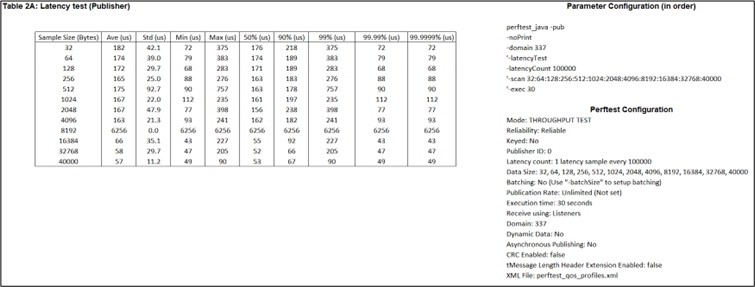 Table 2A: Latency test (Publisher)
Sample Size (Bytes) Ave (us) Std (us) Min (us) Max (us) 50% (us) 90% (us) 99% (us) 99.99% (us) 99.9999% (us)
32 182 42.1 72 375 176 218 375 72 72
64 174 39.0 79 383 174 189 383 79 79
128 172 29.7 68 283 171 189 283 68 68
256 165 25.0 88 276 163 183 276 88 88
512 175 92.7 90 757 163 178 757 90 90
1024 167 22.0 112 235 161 197 235 112 112
2048 167 47.9 77 398 156 238 398 77 77
4096 163 21.3 93 241 162 182 241 93 93
8192 6256 0.0 6256 6256 6256 6256 6256 6256 6256
16384 66 35.1 43 227 55 92 227 43 43
32768 58 29.7 47 205 52 66 205 47 47
40000 57 11.2 49 90 53 67 90 49 49
Parameter Configuration (in order)
perftest_java -pub
-noPrint
-domain 337
'-latencyTest
-latencyCount 100000
'-scan 32:64:128:256:512:1024:2048:4096:8192:16384:32768:40000
'-exec 30
Perftest Configuration
Mode: THROUGHPUT TEST
Reliability: Reliable
Keyed: No
Publisher ID: 0
Latency count: 1 latency sample every 100000
Data Size: 32, 64, 128, 256, 512, 1024, 2048, 4096, 8192, 16384, 32768, 40000
Batching: No (Use "-batchSize" to setup batching)
Publication Rate: Unlimited (Not set)
Execution time: 30 seconds
Receive using: Listeners
Domain: 337
Dynamic Data: No
Asynchronous Publishing: No
CRC Enabled: false
tMessage Length Header Extension Enabled: false
XML File: perftest_qos_profiles.xml